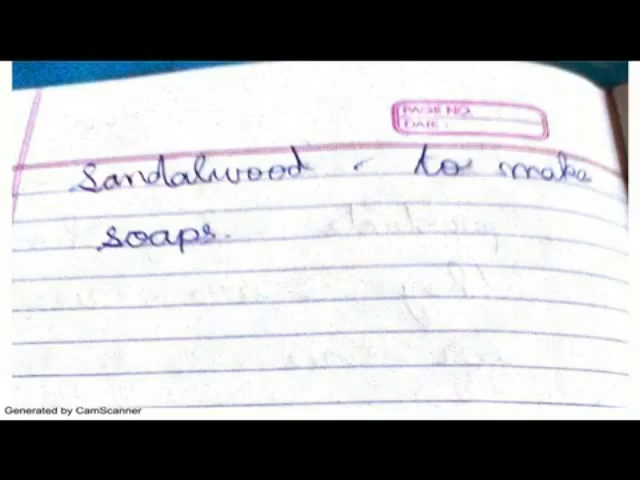 PAGE NO.
DATE:
Sandalwood - to make
soaps.
Generated by CamScanner